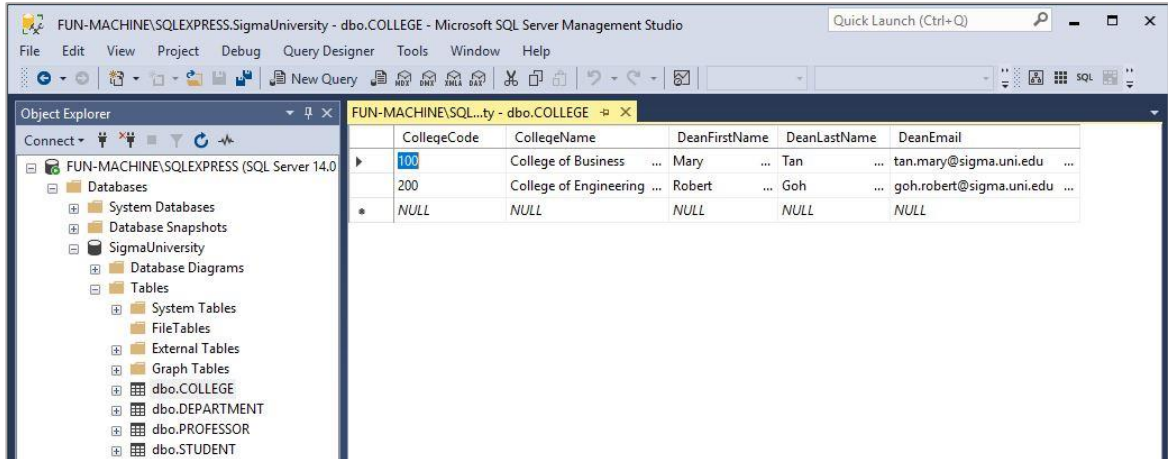 FUN-MACHINE\SQLEXPRESS.SigmaUniversity - dbo.COLLEGE - Microsoft SQL Server Management Studio
Quick Launch (Ctrl+Q)
File Edit View Project Debug Query Designer Tools Window Help
New Query MDX DMX XMLA DAX SQL
Object Explorer
Connect
FUN-MACHINE\SQLEXPRESS (SQL Server 14.0
Databases
System Databases
Database Snapshots
SigmaUniversity
Database Diagrams
Tables
System Tables
FileTables
External Tables
Graph Tables
dbo.COLLEGE
dbo.DEPARTMENT
dbo.PROFESSOR
dbo.STUDENT
FUN-MACHINE\SQL...ty - dbo.COLLEGE
CollegeCode CollegeName DeanFirstName DeanLastName DeanEmail
100 College of Business ... Mary ... Tan ... tan.mary@sigma.uni.edu ...
200 College of Engineering ... Robert ... Goh ... goh.robert@sigma.uni.edu ...
NULL NULL NULL NULL NULL